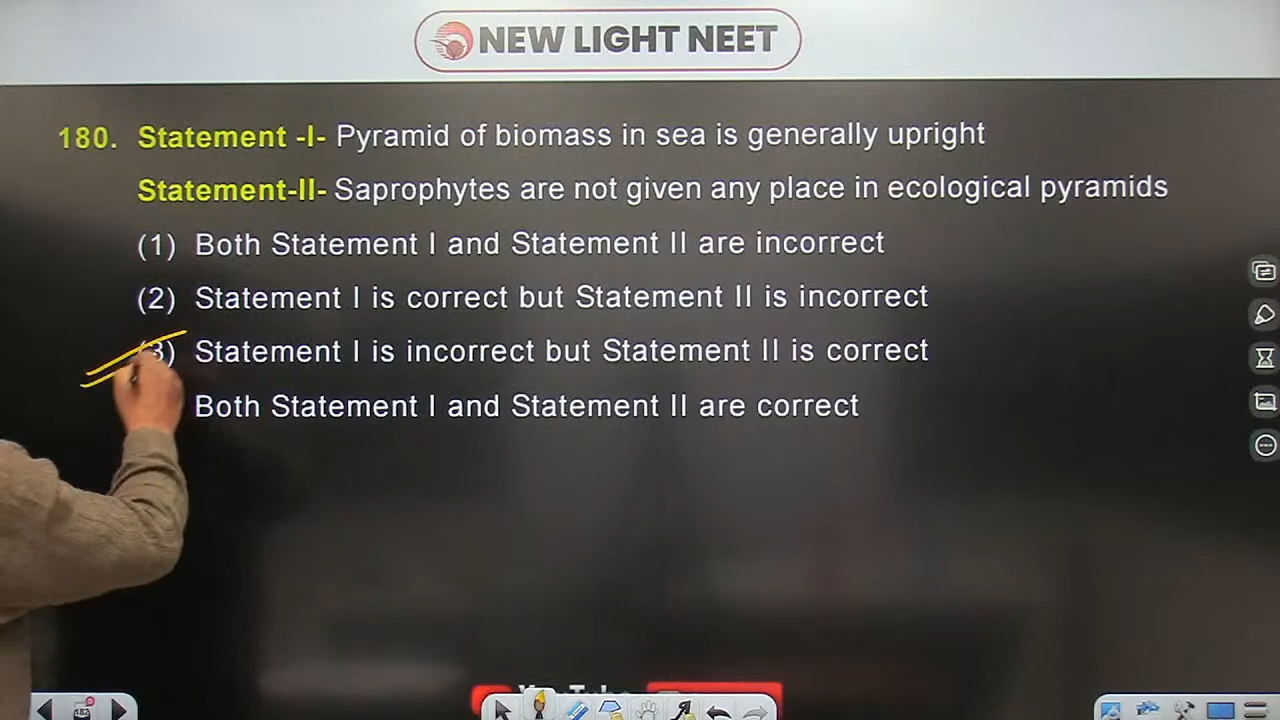 NEW LIGHT NEET
180. Statement -I- Pyramid of biomass in sea is generally upright
Statement-II- Saprophytes are not given any place in ecological pyramids
(1) Both Statement I and Statement II are incorrect
(2) Statement I is correct but Statement II is incorrect
(3) Statement I is incorrect but Statement II is correct
Both Statement I and Statement II are correct
YouTube